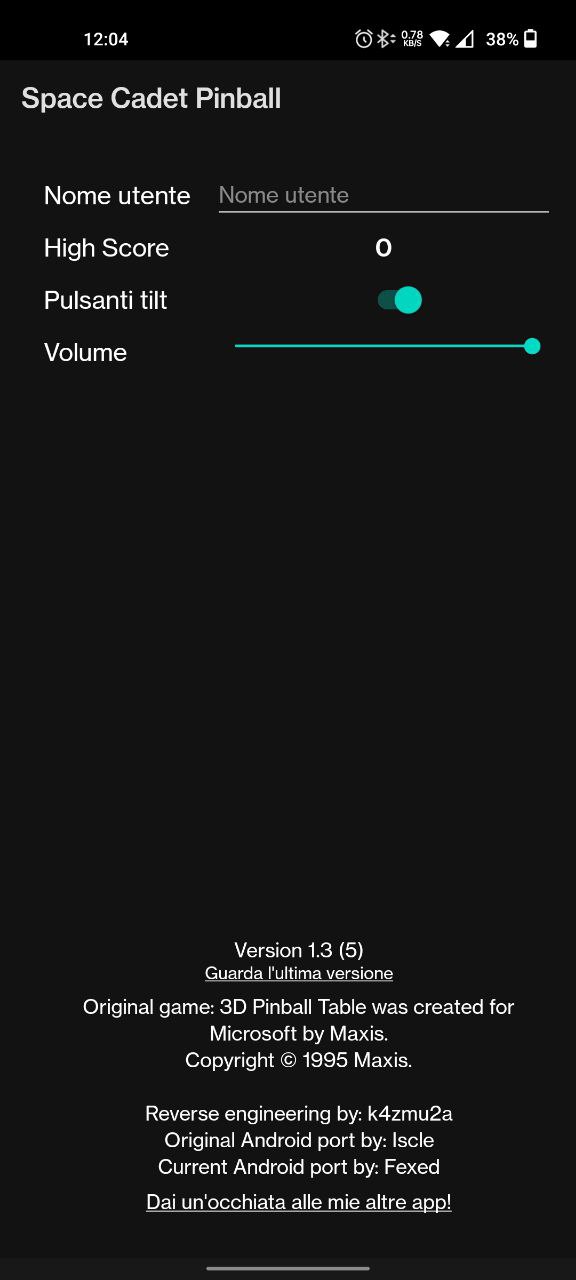 12:04
0.78
KB/S
38%
Space Cadet Pinball
Nome utente Nome utente
High Score 0
Pulsanti tilt
Volume
Version 1.3 (5)
Guarda l'ultima versione
Original game: 3D Pinball Table was created for
Microsoft by Maxis.
Copyright © 1995 Maxis.
Reverse engineering by: k4zmu2a
Original Android port by: Iscle
Current Android port by: Fexed
Dai un'occhiata alle mie altre app!